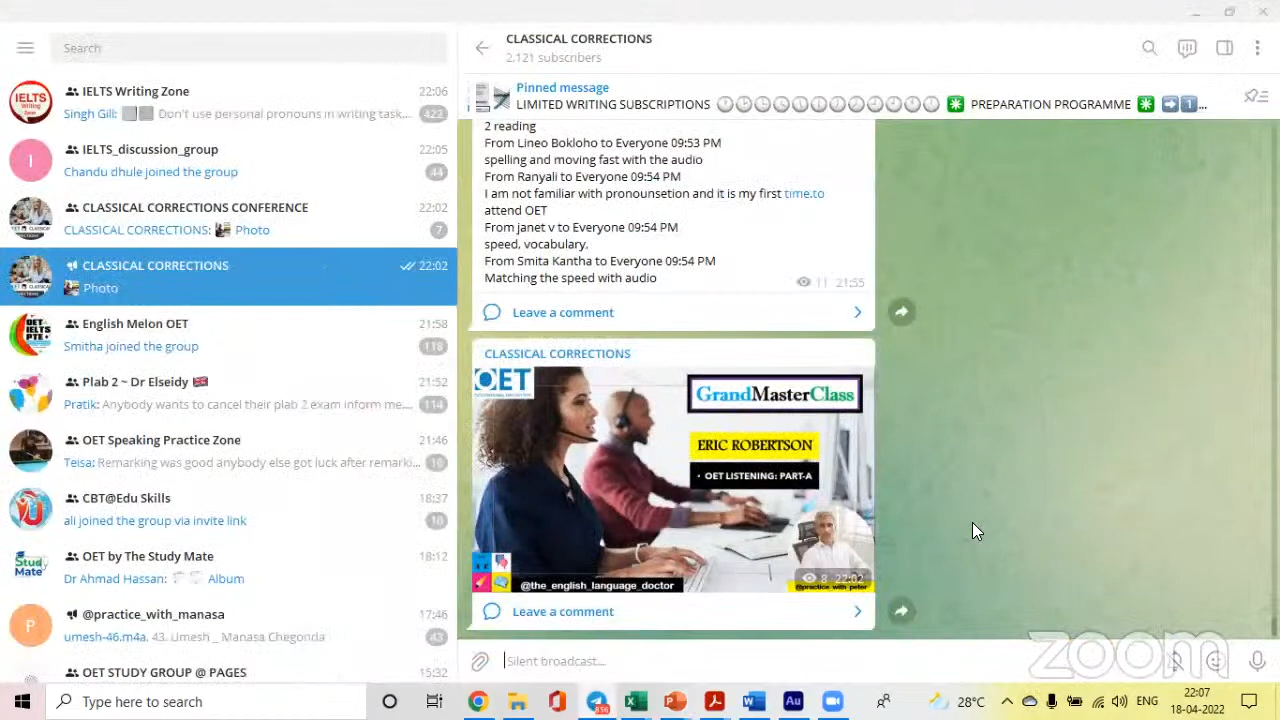 Search
IELTS Writing Zone 22:06
Singh Gill: Don't use personal pronouns in writing task... 422
IELTS_discussion_group 22:05
Chandu dhule joined the group 44
CLASSICAL CORRECTIONS CONFERENCE 22:02
CLASSICAL CORRECTIONS: Photo 7
CLASSICAL CORRECTIONS 22:02
Photo
English Melon OET 21:58
Smitha joined the group 118
Plab 2 ~ Dr Elseidy 21:52
Pratik: Anybody wants to cancel their plab 2 exam inform me... 114
OET Speaking Practice Zone 21:46
Teisa: Remarking was good anybody else got luck after remarki... 10
CBT@Edu Skills 18:37
ali joined the group via invite link 18
OET by The Study Mate 18:12
Dr Ahmad Hassan: Album
@practice_with_manasa 17:46
umesh-46.m4a. 43. Umesh _ Manasa Chegonda 43
OET STUDY GROUP @ PAGES 15:32
CLASSICAL CORRECTIONS
2,121 subscribers
Pinned message
LIMITED WRITING SUBSCRIPTIONS PREPARATION PROGRAMME 1...
2 reading
From Lineo Bokloho to Everyone 09:53 PM
spelling and moving fast with the audio
From Ranyali to Everyone 09:54 PM
I am not familiar with pronounsetion and it is my first time.to
attend OET
From janet v to Everyone 09:54 PM
speed, vocabulary,
From Smita Kantha to Everyone 09:54 PM
Matching the speed with audio
11 21:55
Leave a comment
CLASSICAL CORRECTIONS
OET
GrandMasterClass
ERIC ROBERTSON
• OET LISTENING: PART-A
8 22:02
@the_english_language_doctor
@practice_with_peter
Leave a comment
Silent broadcast...
zoom
Type here to search
856
28°C
ENG
22:07
18-04-2022